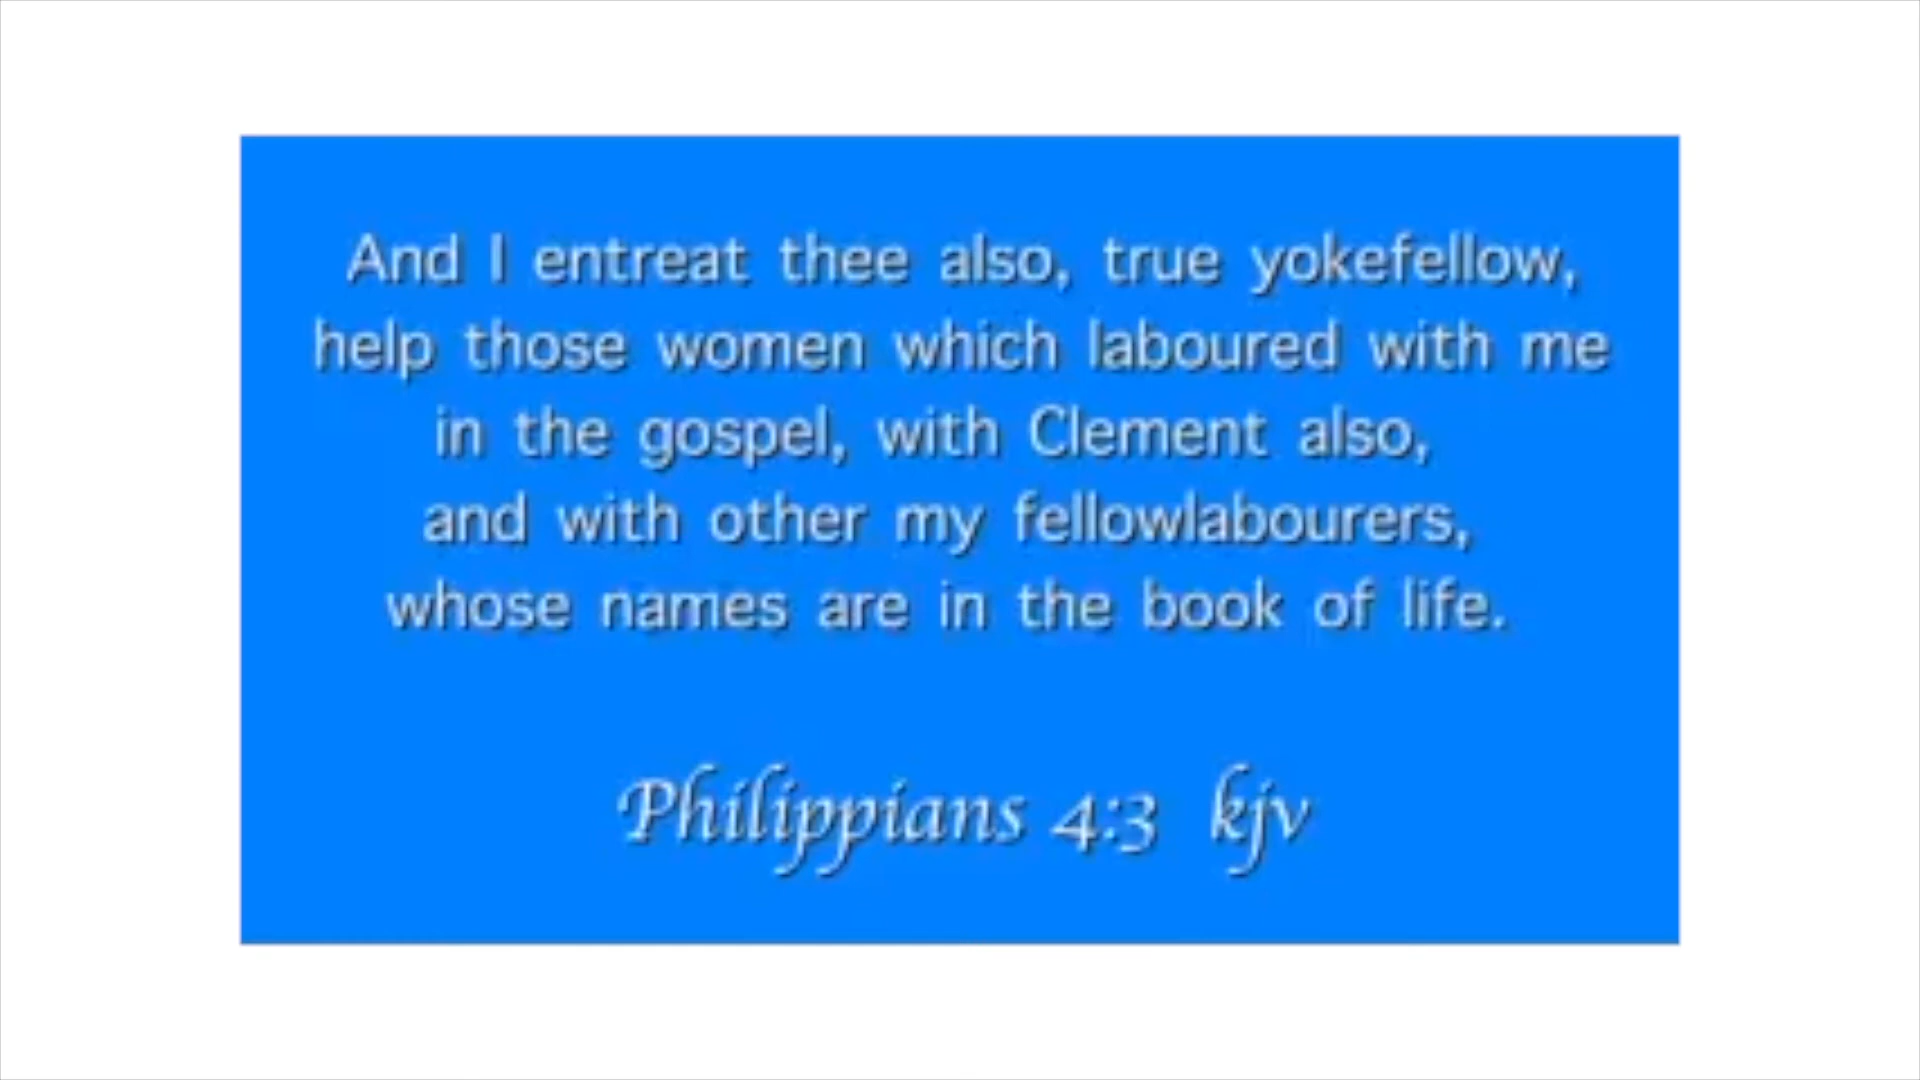 And I entreat thee also, true yokefellow,
help those women which laboured with me
in the gospel, with Clement also,
and with other my fellowlabourers,
whose names are in the book of life.
Philippians 4:3 kjv